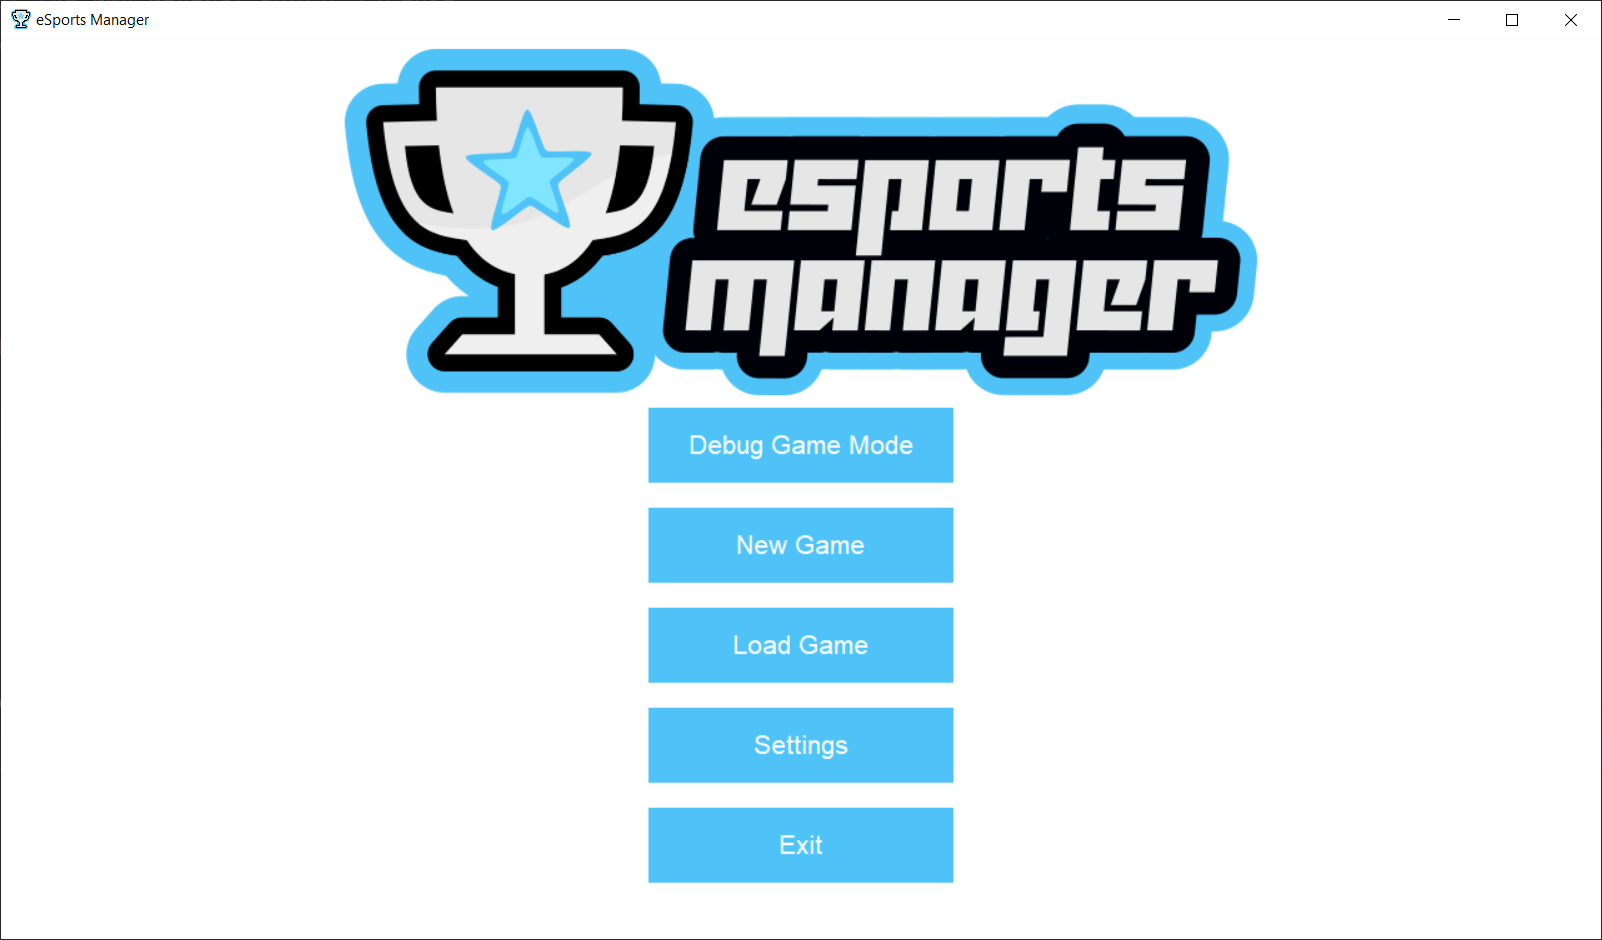 eSports Manager
esports
manager
Debug Game Mode
New Game
Load Game
Settings
Exit